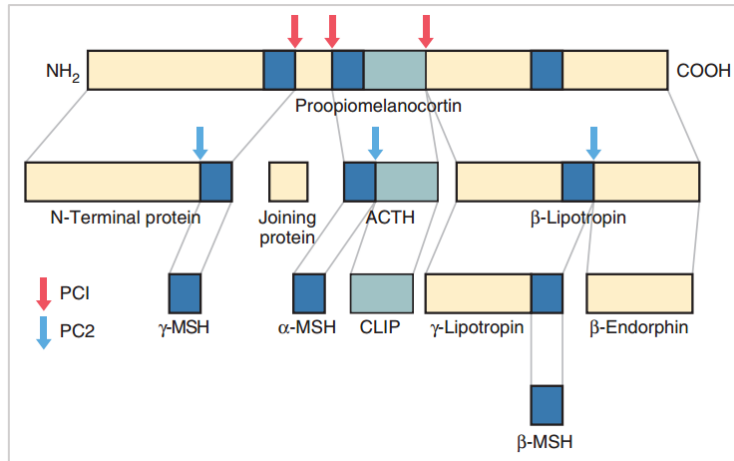 NH2
COOH
Proopiomelanocortin
N-Terminal protein
Joining
protein
ACTH
β-Lipotropin
PCI
PC2
γ-MSH
α-MSH
CLIP
γ-Lipotropin
β-Endorphin
β-MSH